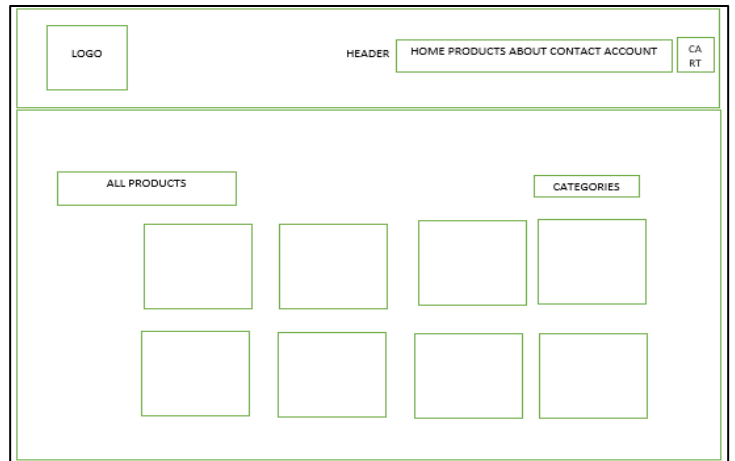 LOGO
HEADER
HOME PRODUCTS ABOUT CONTACT ACCOUNT
CA
RT
ALL PRODUCTS
CATEGORIES